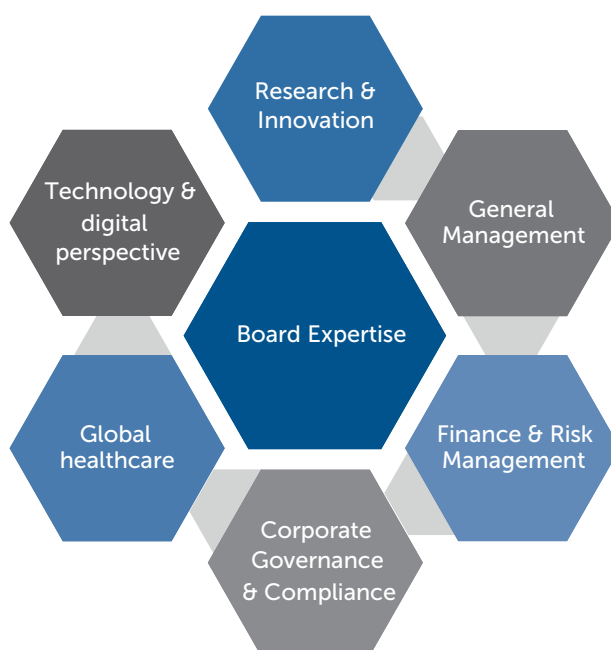 Research &
Innovation
Technology &
digital
perspective
General
Management
Board Expertise
Global
healthcare
Finance & Risk
Management
Corporate
Governance
& Compliance